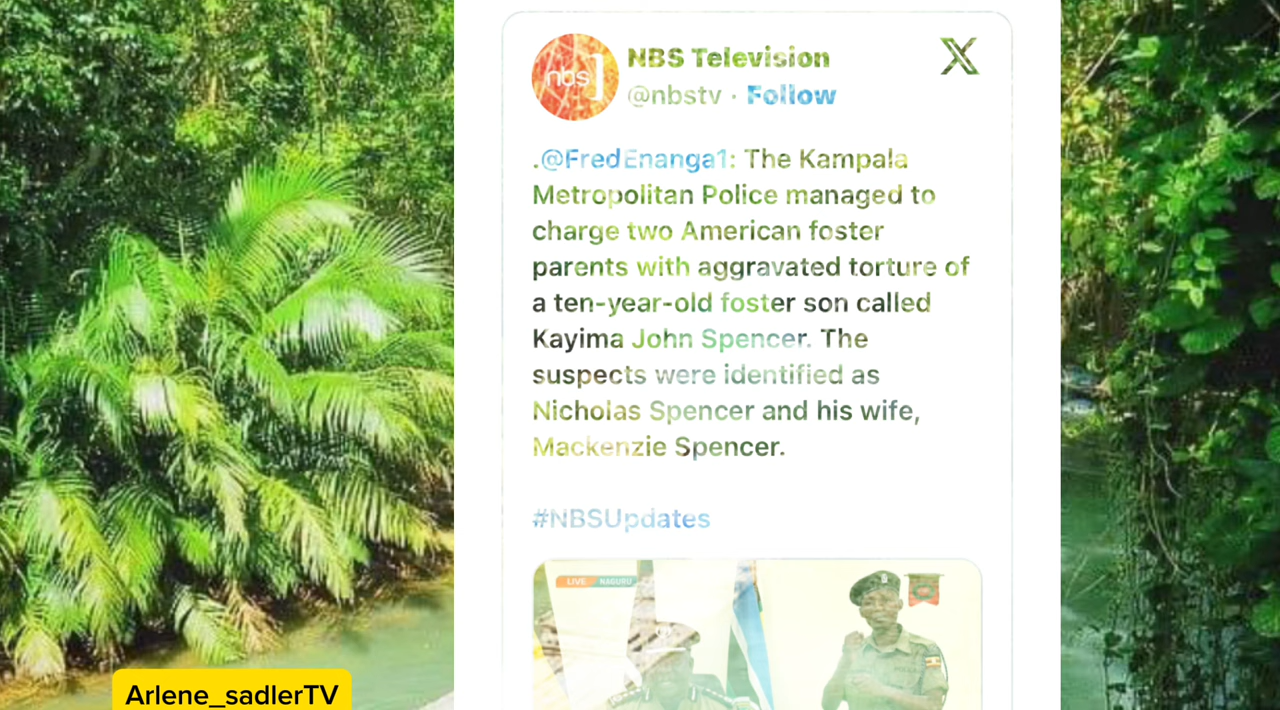 nbs]
NBS Television
@nbstv · Follow
.@FredEnanga1: The Kampala
Metropolitan Police managed to
charge two American foster
parents with aggravated torture of
a ten-year-old foster son called
Kayima John Spencer. The
suspects were identified as
Nicholas Spencer and his wife,
Mackenzie Spencer.
#NBSUpdates
LIVE NAGURU
Arlene_sadlerTV